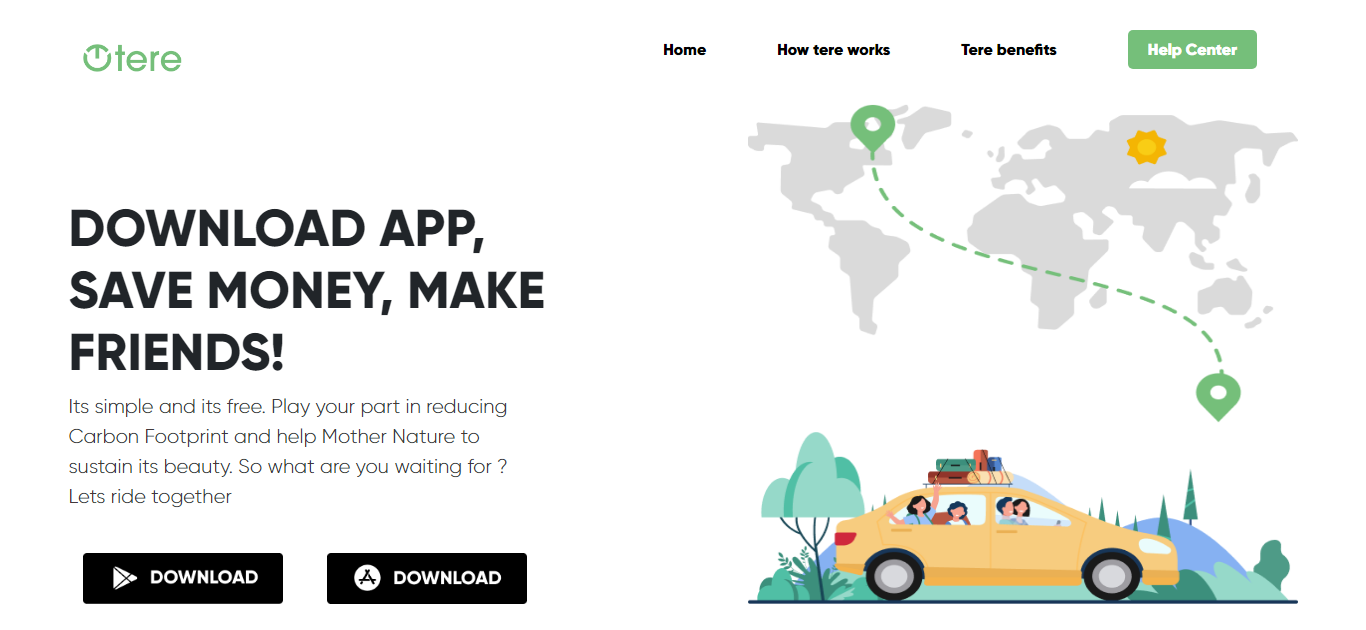 tere
Home
How tere works
Tere benefits
Help Center
DOWNLOAD APP,
SAVE MONEY, MAKE
FRIENDS!
Its simple and its free. Play your part in reducing
Carbon Footprint and help Mother Nature to
sustain its beauty. So what are you waiting for ?
Lets ride together
DOWNLOAD
DOWNLOAD